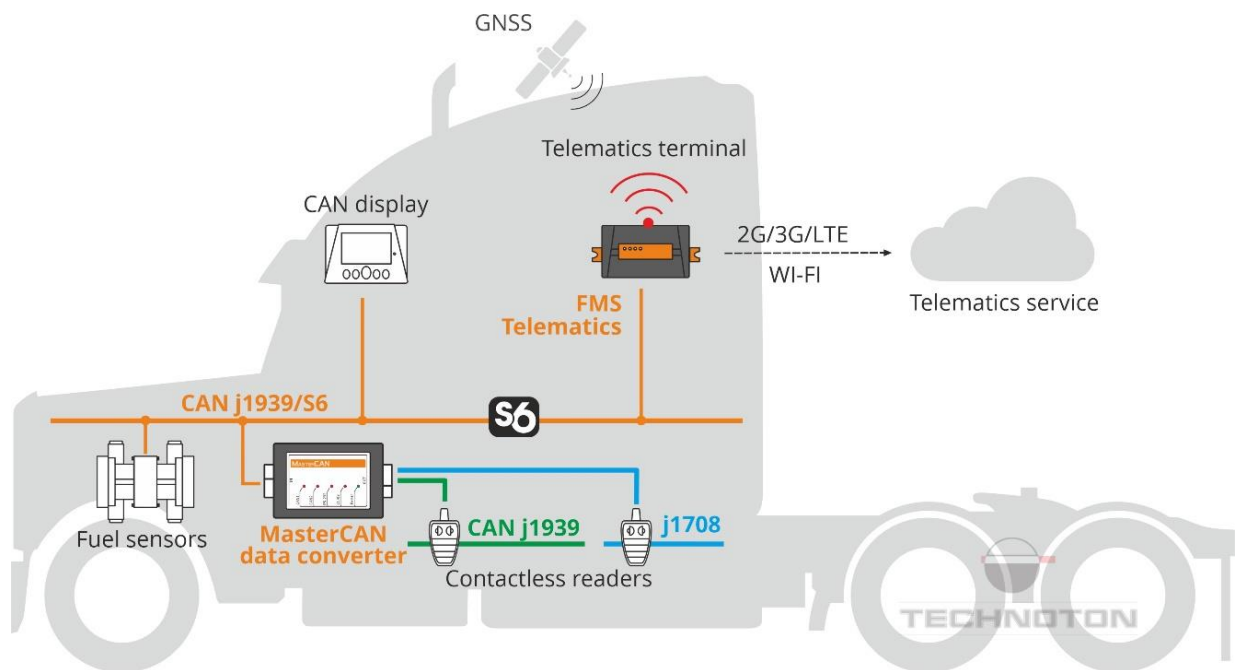 GNSS
Telematics terminal
CAN display
2G/3G/LTE
WI-FI
FMS
Telematics
Telematics service
CAN j1939/S6
S6
MASTERCAN
Fuel sensors
MasterCAN
data converter
CAN j1939
j1708
Contactless readers
TECHNOTON